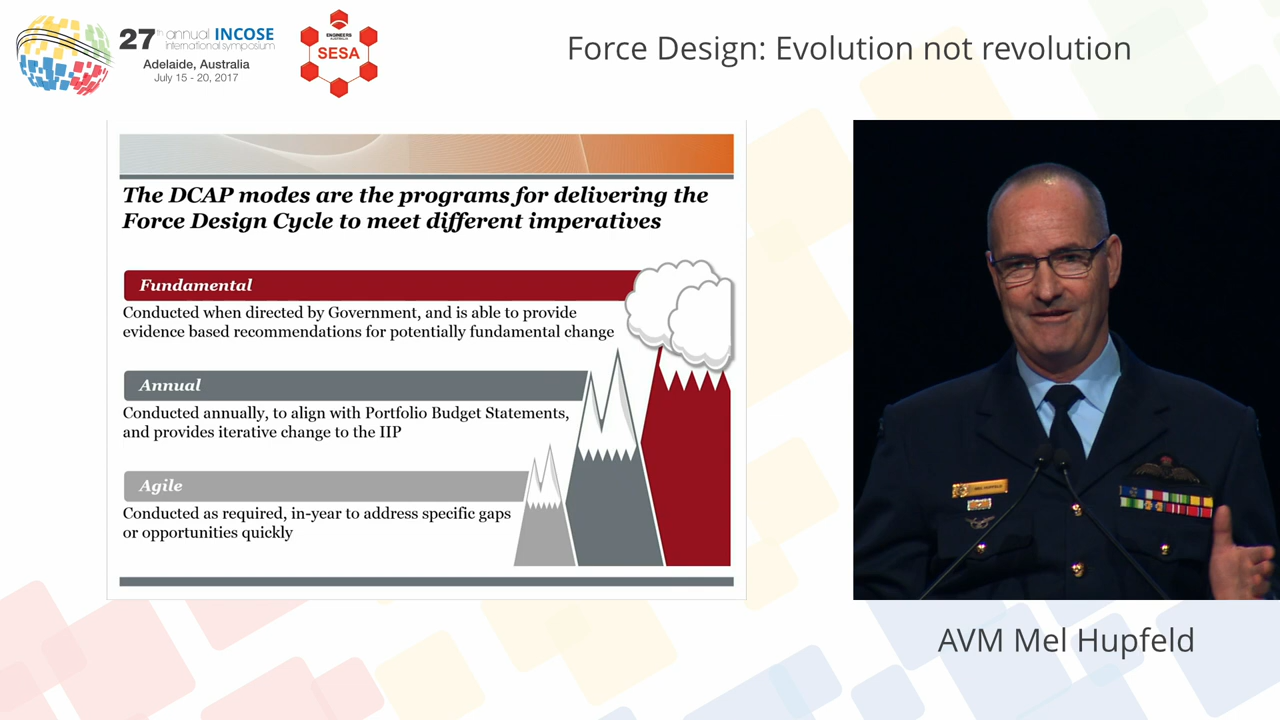 27th annual INCOSE
international symposium
Adelaide, Australia
July 15 - 20, 2017
ENGINEERS
AUSTRALIA
SESA
Force Design: Evolution not revolution
The DCAP modes are the programs for delivering the
Force Design Cycle to meet different imperatives
Fundamental
Conducted when directed by Government, and is able to provide
evidence based recommendations for potentially fundamental change
Annual
Conducted annually, to align with Portfolio Budget Statements,
and provides iterative change to the IIP
Agile
Conducted as required, in-year to address specific gaps
or opportunities quickly
MEL HUPFELD
AVM Mel Hupfeld